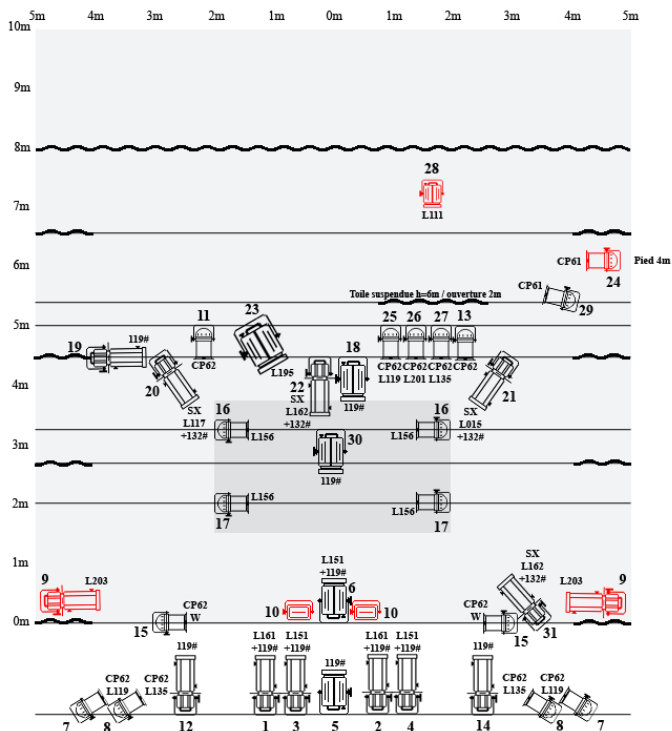 5m 4m 3m 2m 1m 0m 1m 2m 3m 4m 5m
10m
9m
8m
28
7m
L111
6m
CP61
Pied 4m
24
CP61
Toile suspendue h=6m / ouverture 2m
29
11
23
25 26 27 13
5m
19
119#
18
CP62
L195
CP62 CP62 CP62 CP62
L119 L201 L135
4m
20
22
21
SX
L117
+132#
SX
L162
+132#
119#
SX
L015
+132#
16
16
L156
L156
3m
30
119#
2m
L156
L156
17
17
1m
L151
+119#
SX
L162
+132#
9
L203
6
L203
9
10
10
0m
CP62
W
15
CP62
W
15
31
119#
L161
+119#
L151
+119#
119#
L161
+119#
L151
+119#
119#
CP62
L119
CP62
L135
CP62
L135
CP62
L119
7 8 12 1 3 5 2 4 14 8 7